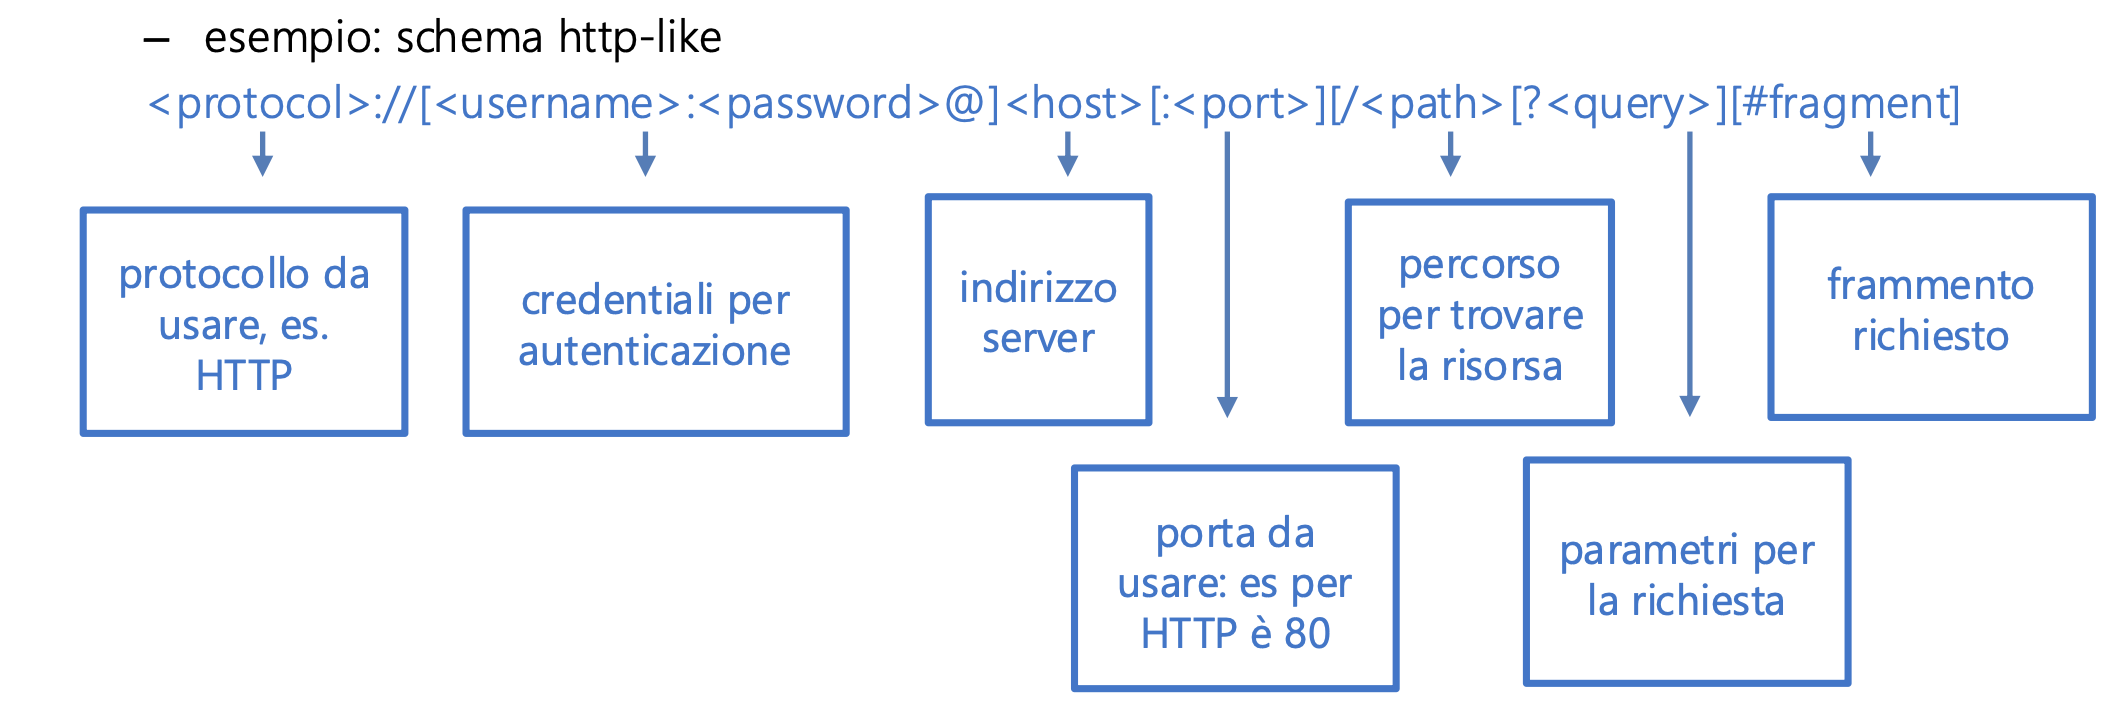 – esempio: schema http-like
<protocol>://[<username>:<password>@]<host>[:<port>][/<path>[?<query>][#fragment]
protocollo da
usare, es.
HTTP
credentiali per
autenticazione
indirizzo
server
percorso
per trovare
la risorsa
frammento
richiesto
porta da
usare: es per
HTTP è 80
parametri per
la richiesta